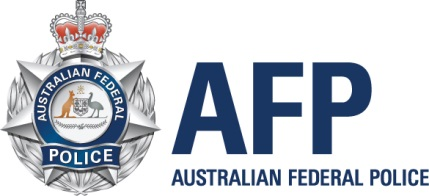 AUSTRALIAN FEDERAL
POLICE
AFP
AUSTRALIAN FEDERAL POLICE